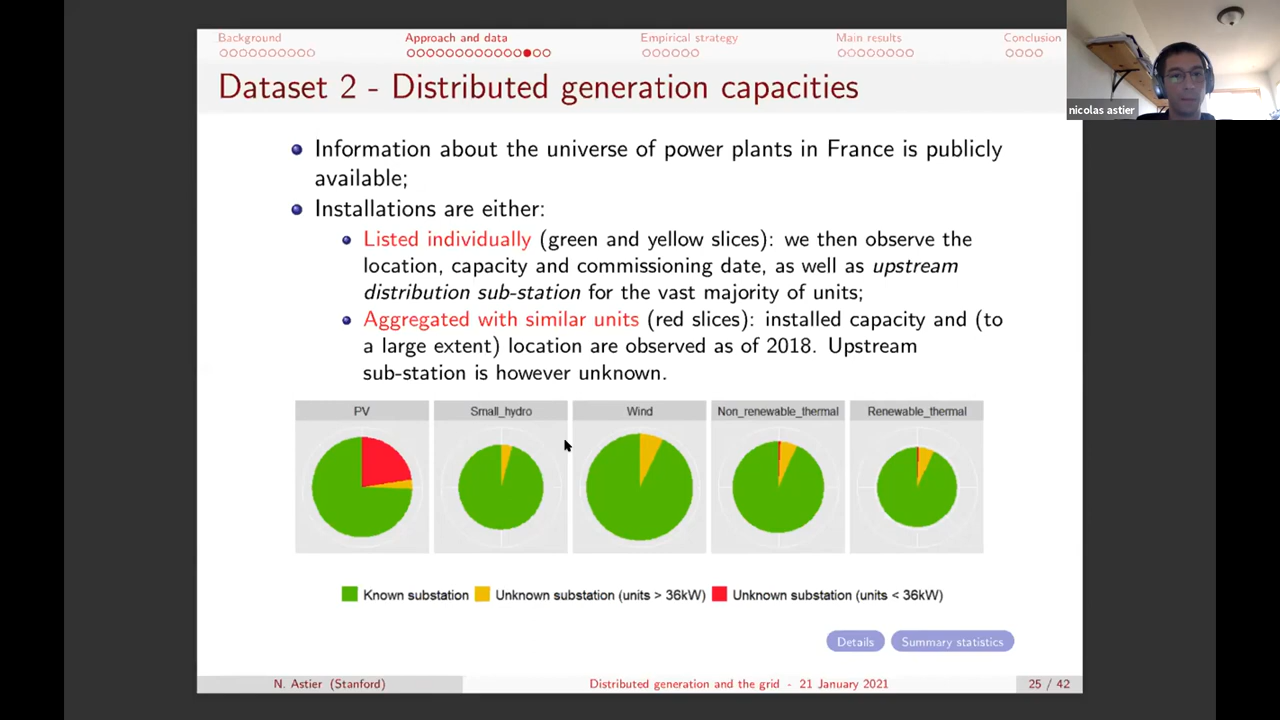 Background
Approach and data
Empirical strategy
Main results
Conclusion
Dataset 2 - Distributed generation capacities
nicolas astier
Information about the universe of power plants in France is publicly
available;
Installations are either:
Listed individually (green and yellow slices): we then observe the
location, capacity and commissioning date, as well as upstream
distribution sub-station for the vast majority of units;
Aggregated with similar units (red slices): installed capacity and (to
a large extent) location are observed as of 2018. Upstream
sub-station is however unknown.
PV
Small_hydro
Wind
Non_renewable_thermal
Renewable_thermal
Known substation
Unknown substation (units > 36kW)
Unknown substation (units < 36kW)
Details
Summary statistics
N. Astier (Stanford)
Distributed generation and the grid - 21 January 2021
25 / 42